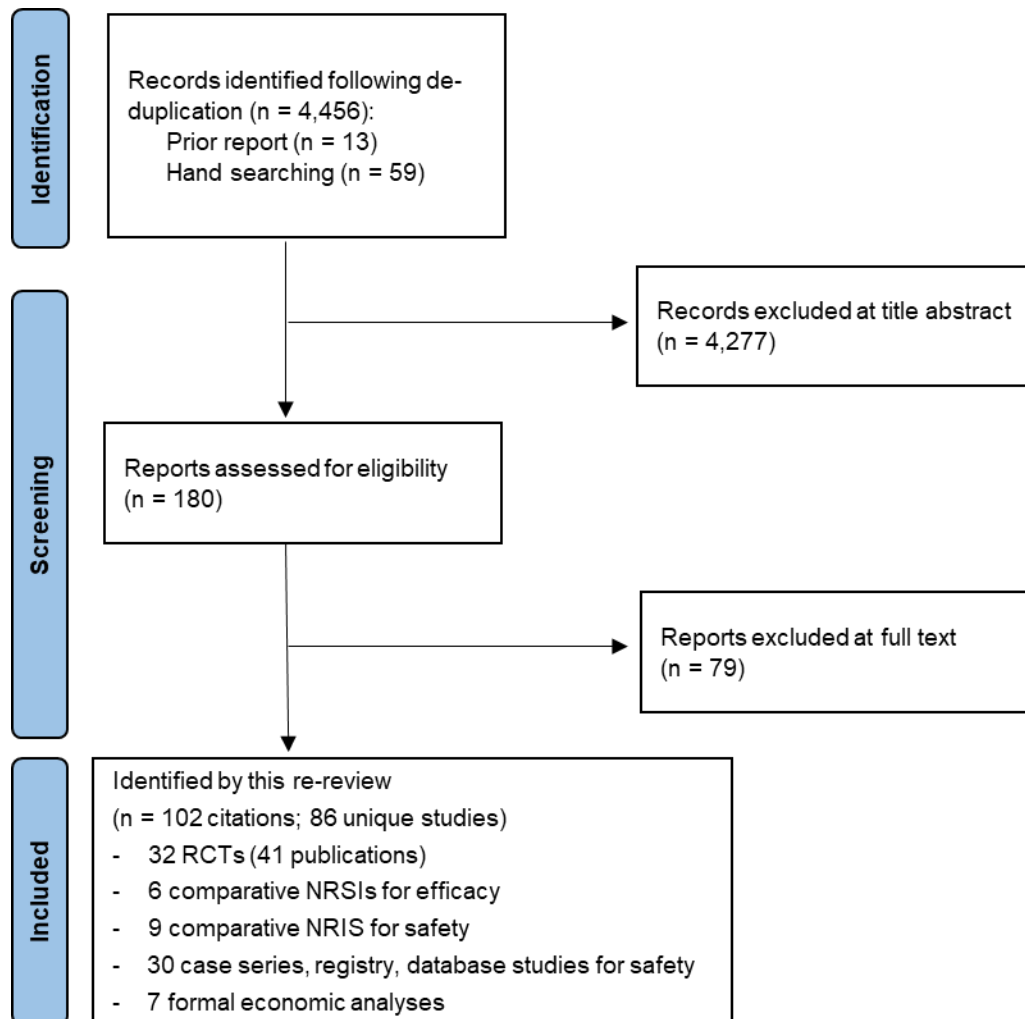 Identification
Records identified following de-
duplication (n = 4,456):
Prior report (n = 13)
Hand searching (n = 59)
Records excluded at title abstract
(n = 4,277)
Screening
Reports assessed for eligibility
(n = 180)
Reports excluded at full text
(n = 79)
Included
Identified by this re-review
(n = 102 citations; 86 unique studies)
- 32 RCTs (41 publications)
- 6 comparative NRSIs for efficacy
- 9 comparative NRIS for safety
- 30 case series, registry, database studies for safety
- 7 formal economic analyses